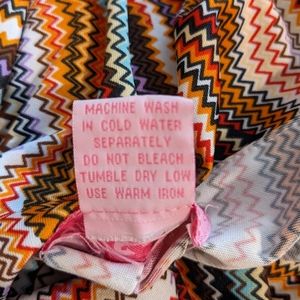 MACHINE WASH
IN COLD WATER
SEPARATELY
DO NOT BLEACH
TUMBLE DRY LOW
USE WARM IRON